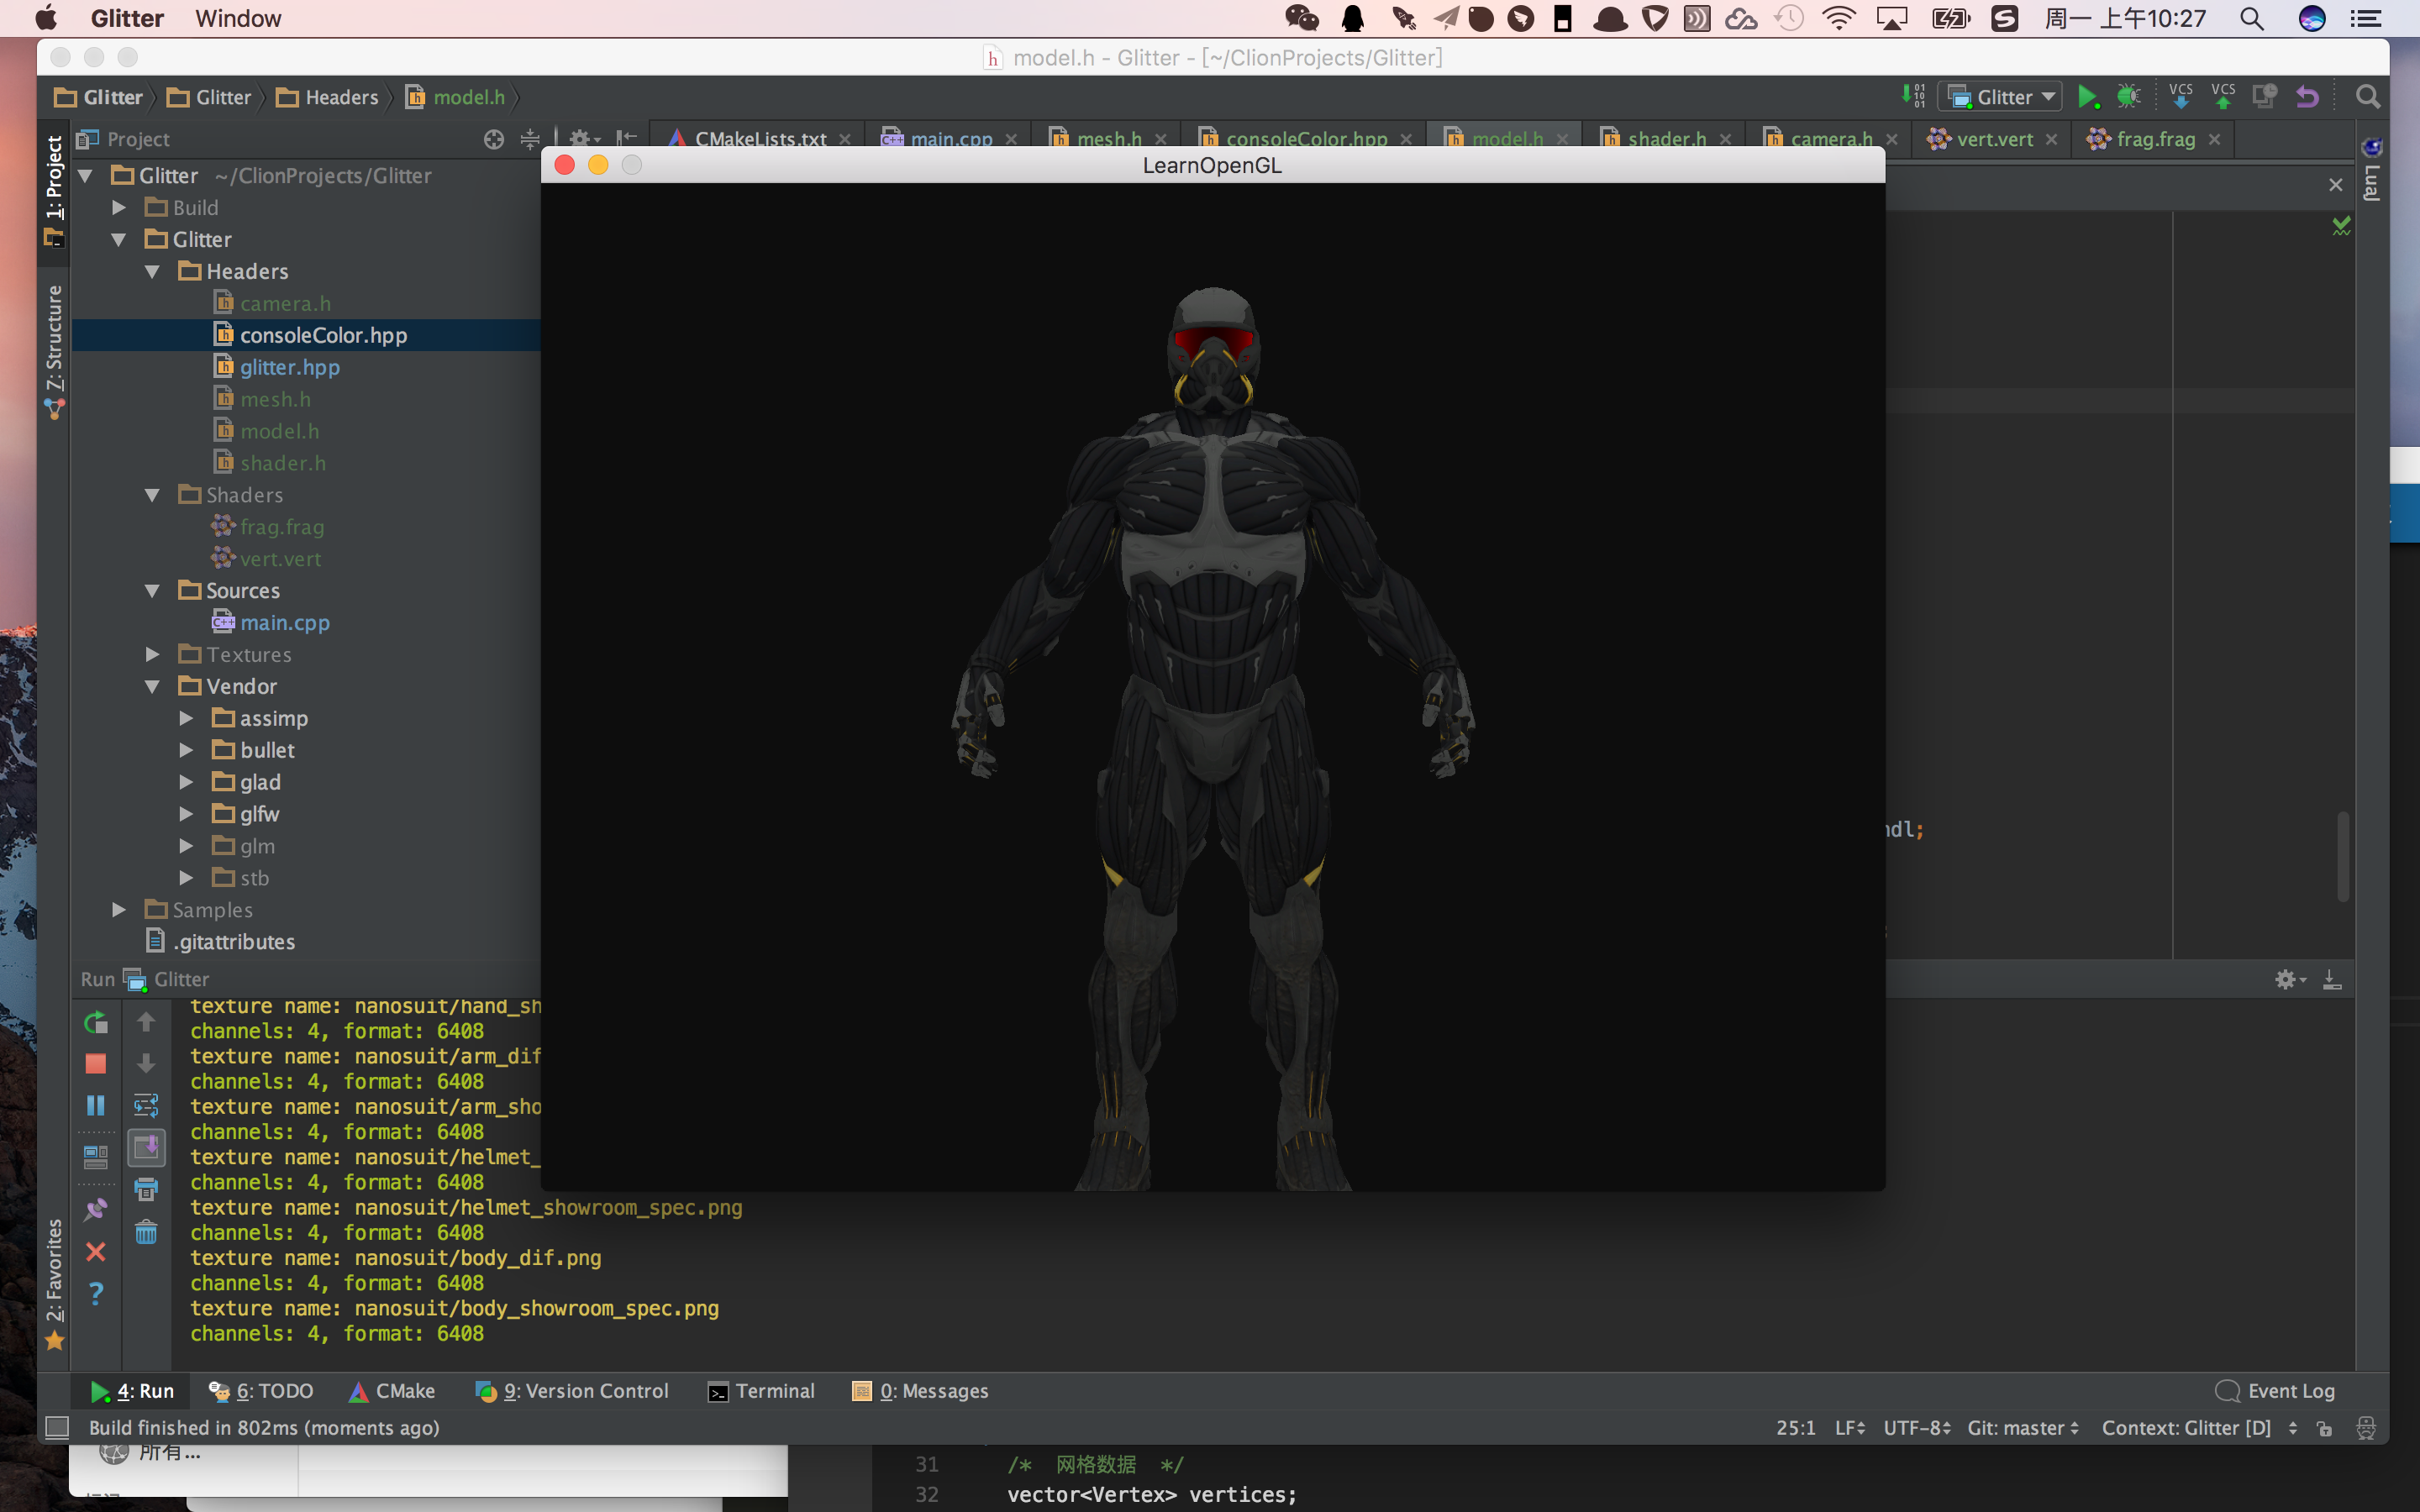 Glitter Window 周一 上午10:27
model.h - Glitter - [~/ClionProjects/Glitter]
Glitter Glitter Headers model.h Glitter VCS VCS
1: Project
Project
CMakeLists.txt main.cpp mesh.h consoleColor.hpp model.h shader.h camera.h vert.vert frag.frag
LuaJ
LearnOpenGL
Glitter ~/ClionProjects/Glitter
Build
Glitter
Headers
camera.h
consoleColor.hpp
glitter.hpp
mesh.h
model.h
shader.h
Shaders
frag.frag
vert.vert
Sources
main.cpp
Textures
Vendor
assimp
bullet
glad
glfw
glm
stb
Samples
.gitattributes
7: Structure
ndl;
Run Glitter
texture name: nanosuit/hand_sh
channels: 4, format: 6408
texture name: nanosuit/arm_dif
channels: 4, format: 6408
texture name: nanosuit/arm_sho
channels: 4, format: 6408
texture name: nanosuit/helmet_
channels: 4, format: 6408
texture name: nanosuit/helmet_showroom_spec.png
channels: 4, format: 6408
texture name: nanosuit/body_dif.png
channels: 4, format: 6408
texture name: nanosuit/body_showroom_spec.png
channels: 4, format: 6408
2: Favorites
4: Run 6: TODO CMake 9: Version Control Terminal 0: Messages Event Log
Build finished in 802ms (moments ago) 25:1 LF UTF-8 Git: master Context: Glitter [D]
所有...
31 /* 网格数据 */
32 vector<Vertex> vertices;